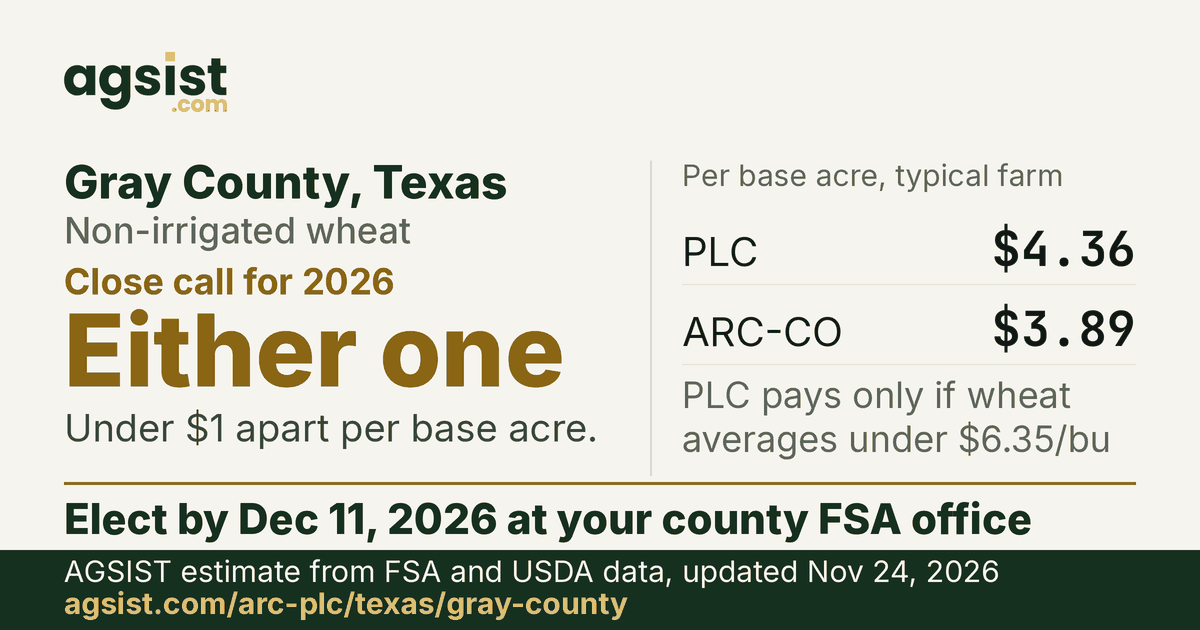 agsist
.com
Gray County, Texas
Non-irrigated wheat
Close call for 2026
Either one
Under $1 apart per base acre.
Per base acre, typical farm
PLC $4.36
ARC-CO $3.89
PLC pays only if wheat
averages under $6.35/bu
Elect by Dec 11, 2026 at your county FSA office
AGSIST estimate from FSA and USDA data, updated Nov 24, 2026
agsist.com/arc-plc/texas/gray-county